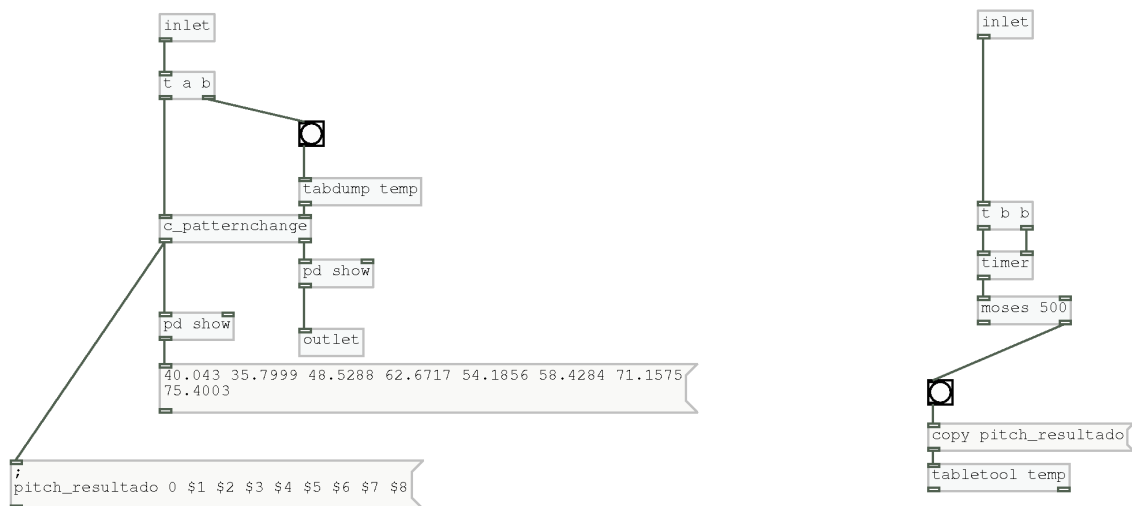 inlet
t a b
tabdump temp
c_patternchange
pd show
pd show
outlet
40.043 35.7999 48.5288 62.6717 54.1856 58.4284 71.1575
75.4003
;
pitch_resultado 0 $1 $2 $3 $4 $5 $6 $7 $8
inlet
t b b
timer
moses 500
copy pitch_resultado
tabletool temp